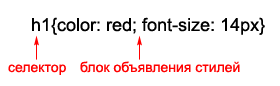 h1{color: red; font-size: 14px}
селектор блок объявления стилей